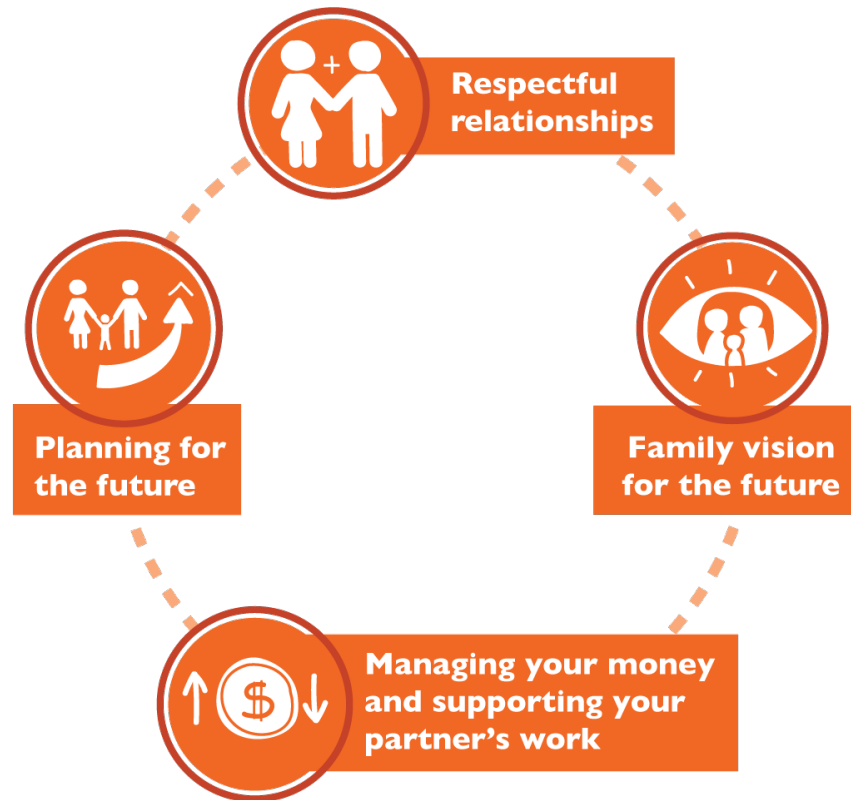 Respectful
relationships
Family vision
for the future
Managing your money
and supporting your
partner's work
$
Planning for
the future